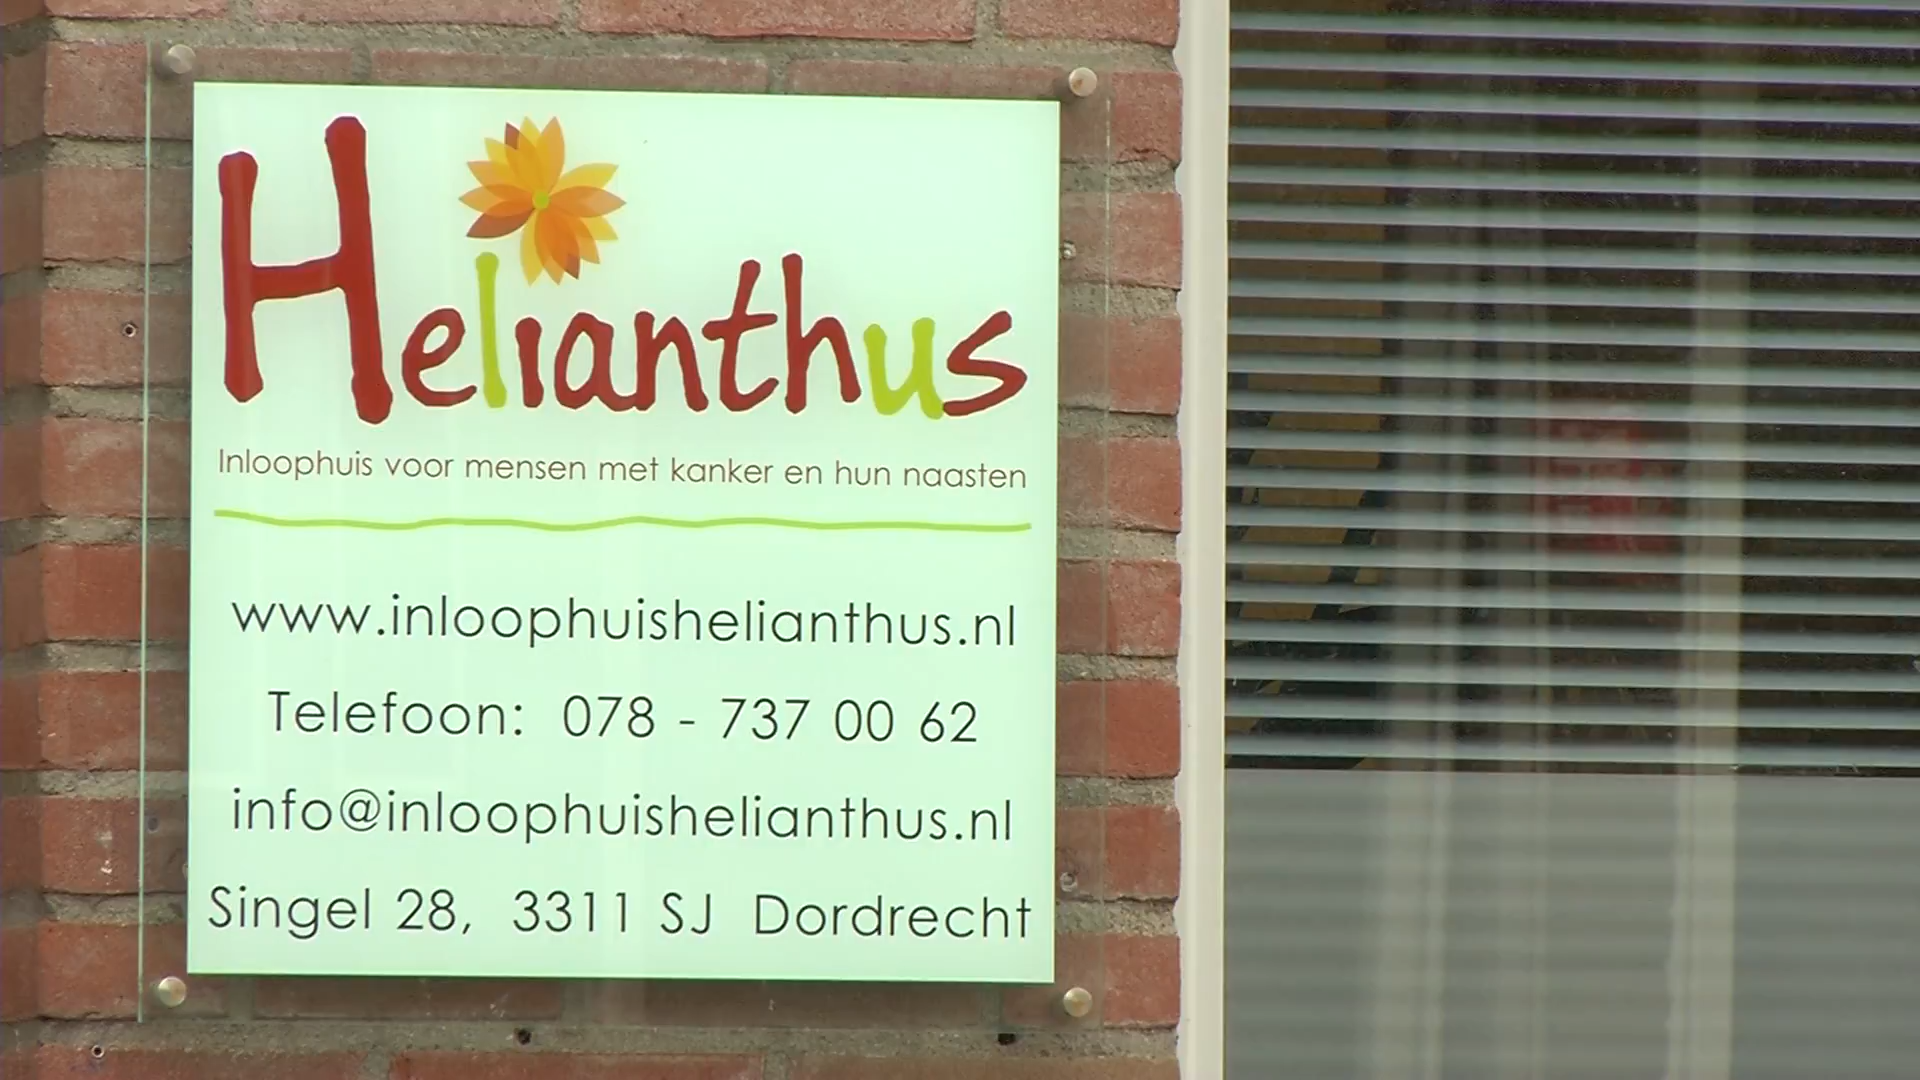 Helianthus
Inloophuis voor mensen met kanker en hun naasten
www.inloophuishelianthus.nl
Telefoon: 078 - 737 00 62
info@inloophuishelianthus.nl
Singel 28, 3311 SJ Dordrecht